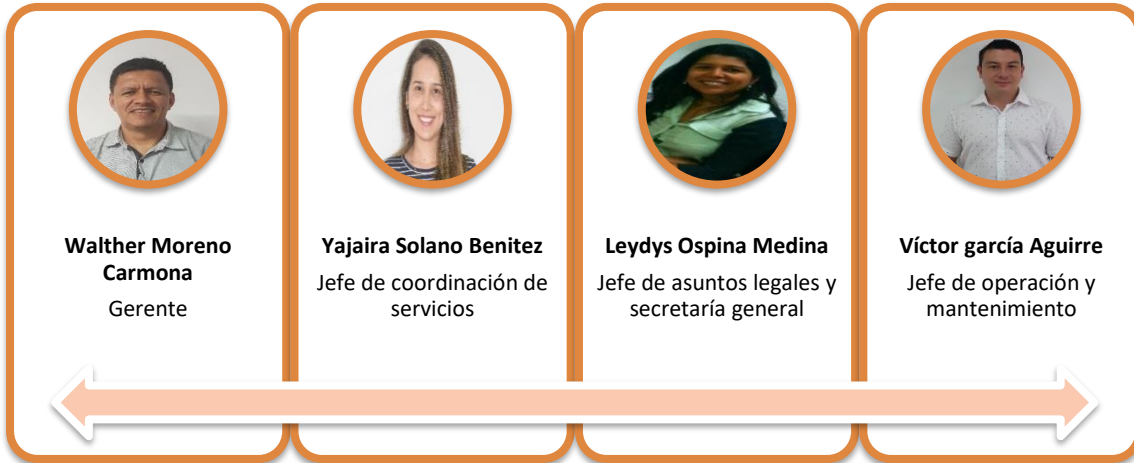 Walther Moreno
Carmona
Gerente
Yajaira Solano Benitez
Jefe de coordinación de
servicios
Leydys Ospina Medina
Jefe de asuntos legales y
secretaría general
Víctor garcía Aguirre
Jefe de operación y
mantenimiento